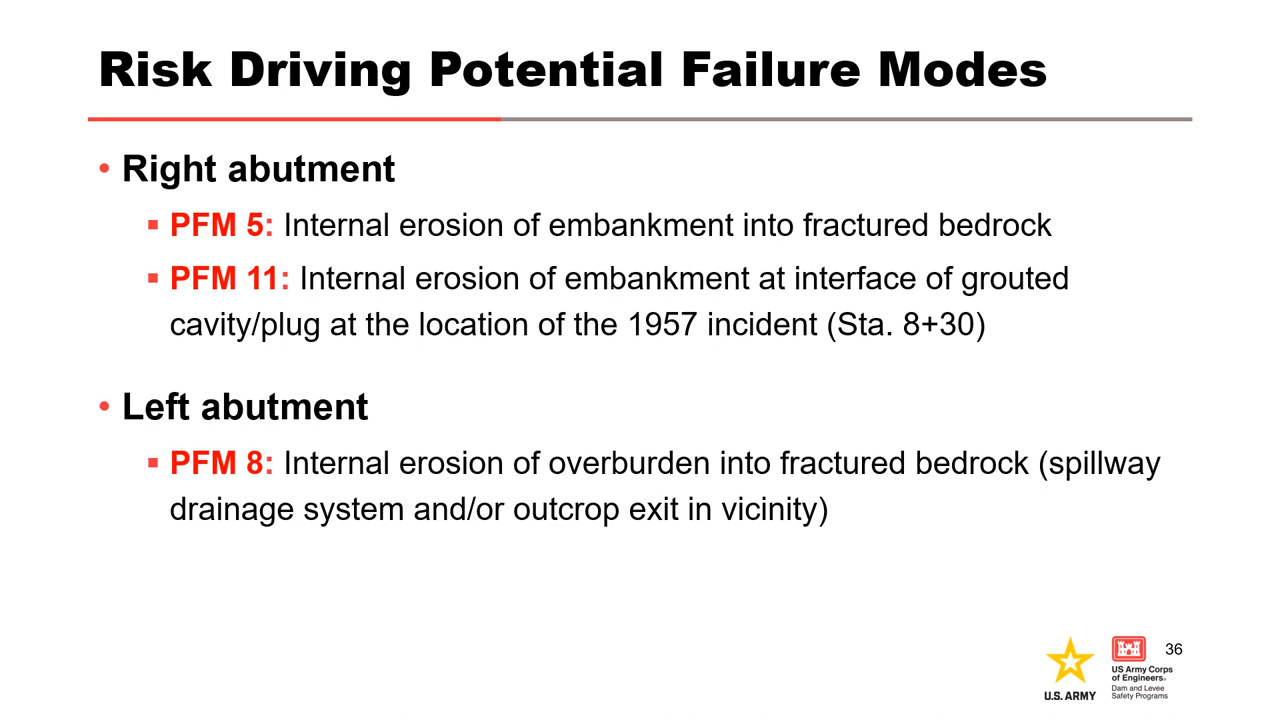 Risk Driving Potential Failure Modes
• Right abutment
▪ PFM 5: Internal erosion of embankment into fractured bedrock
▪ PFM 11: Internal erosion of embankment at interface of grouted
cavity/plug at the location of the 1957 incident (Sta. 8+30)
• Left abutment
▪ PFM 8: Internal erosion of overburden into fractured bedrock (spillway
drainage system and/or outcrop exit in vicinity)
36
U.S. ARMY
US Army Corps
of Engineers®
Dam and Levee
Safety Programs